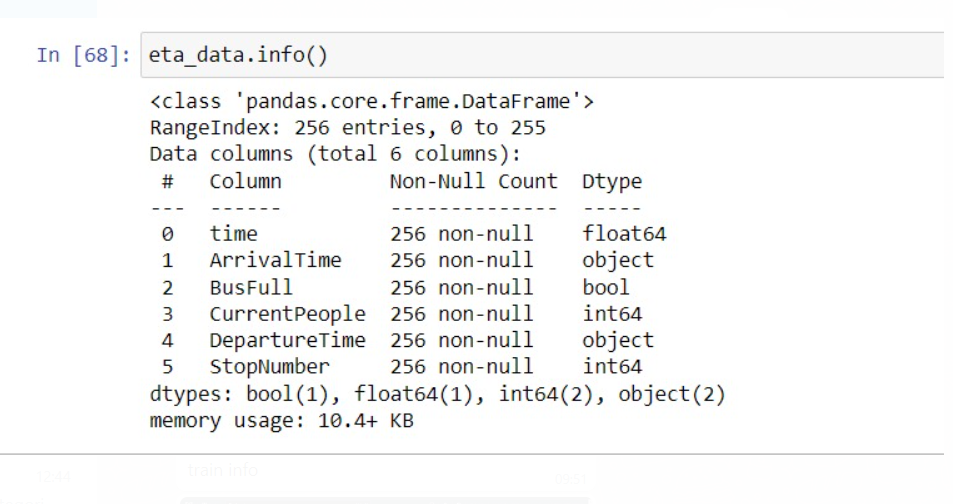 In [68]: eta_data.info()
<class 'pandas.core.frame.DataFrame'>
RangeIndex: 256 entries, 0 to 255
Data columns (total 6 columns):
 #   Column         Non-Null Count  Dtype
---  ------         --------------  -----
 0   time           256 non-null    float64
 1   ArrivalTime    256 non-null    object
 2   BusFull        256 non-null    bool
 3   CurrentPeople  256 non-null    int64
 4   DepartureTime  256 non-null    object
 5   StopNumber     256 non-null    int64
dtypes: bool(1), float64(1), int64(2), object(2)
memory usage: 10.4+ KB
train info